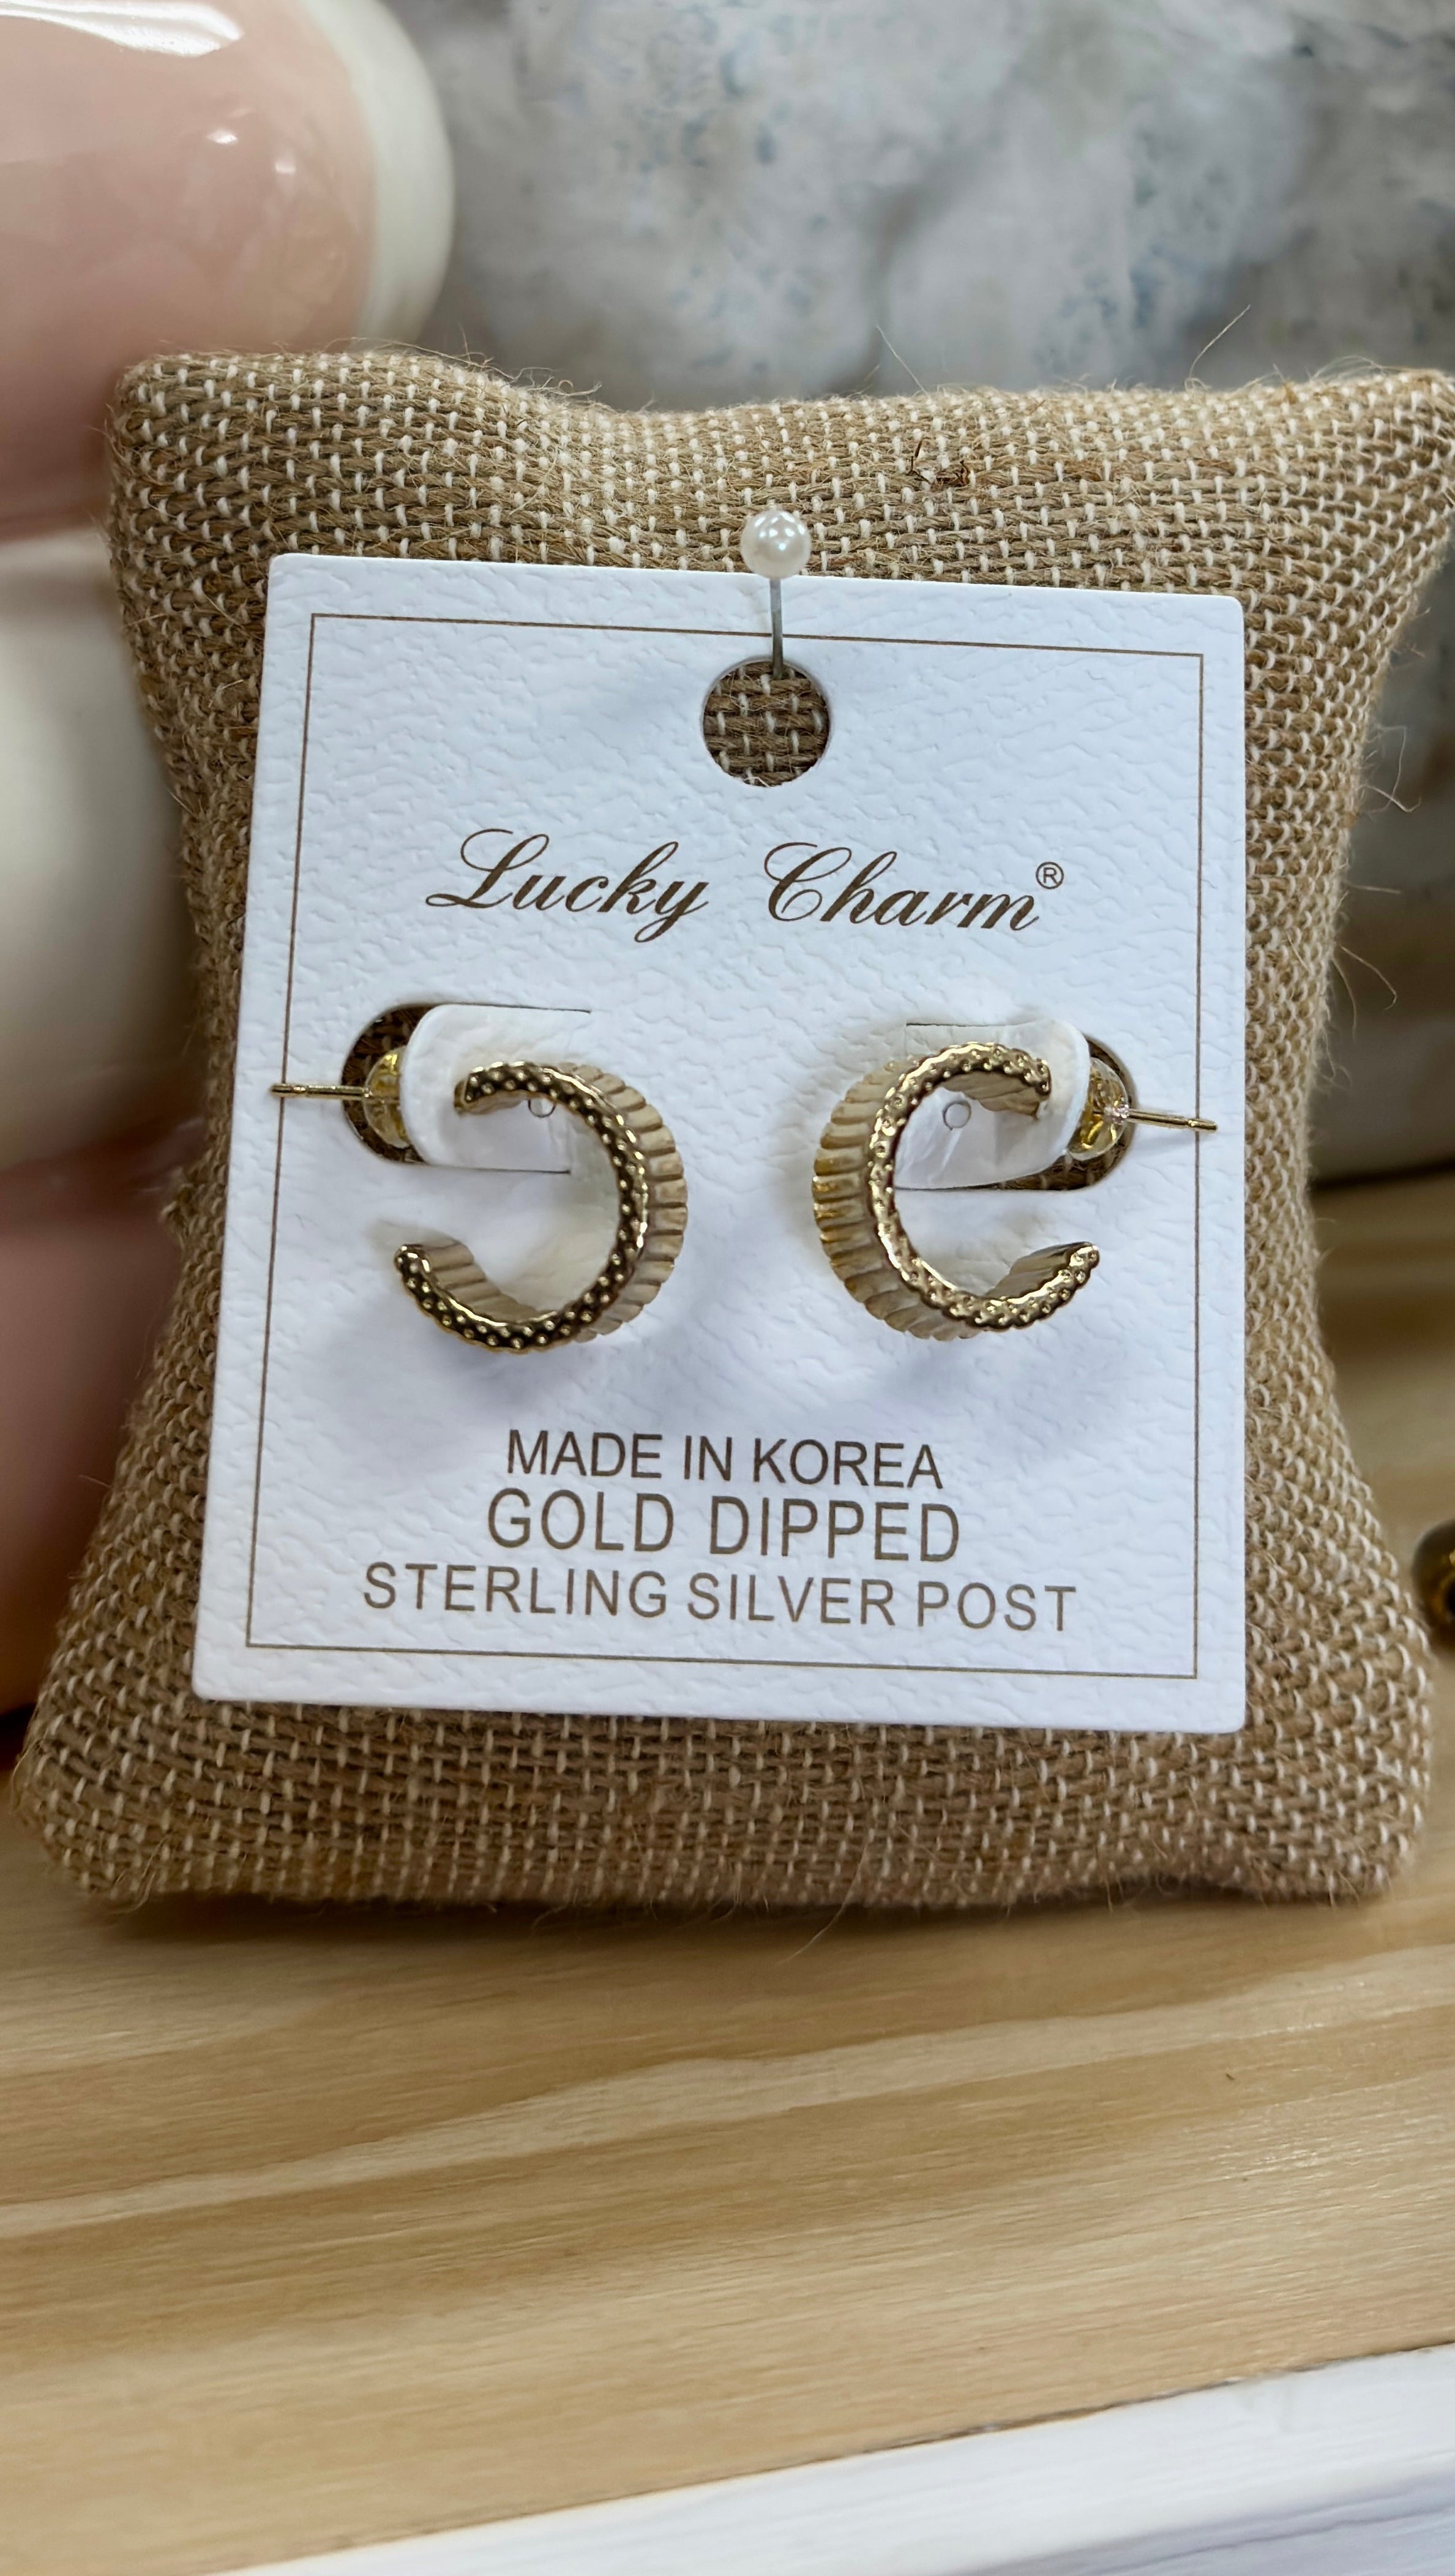 Lucky Charm®
MADE IN KOREA
GOLD DIPPED
STERLING SILVER POST